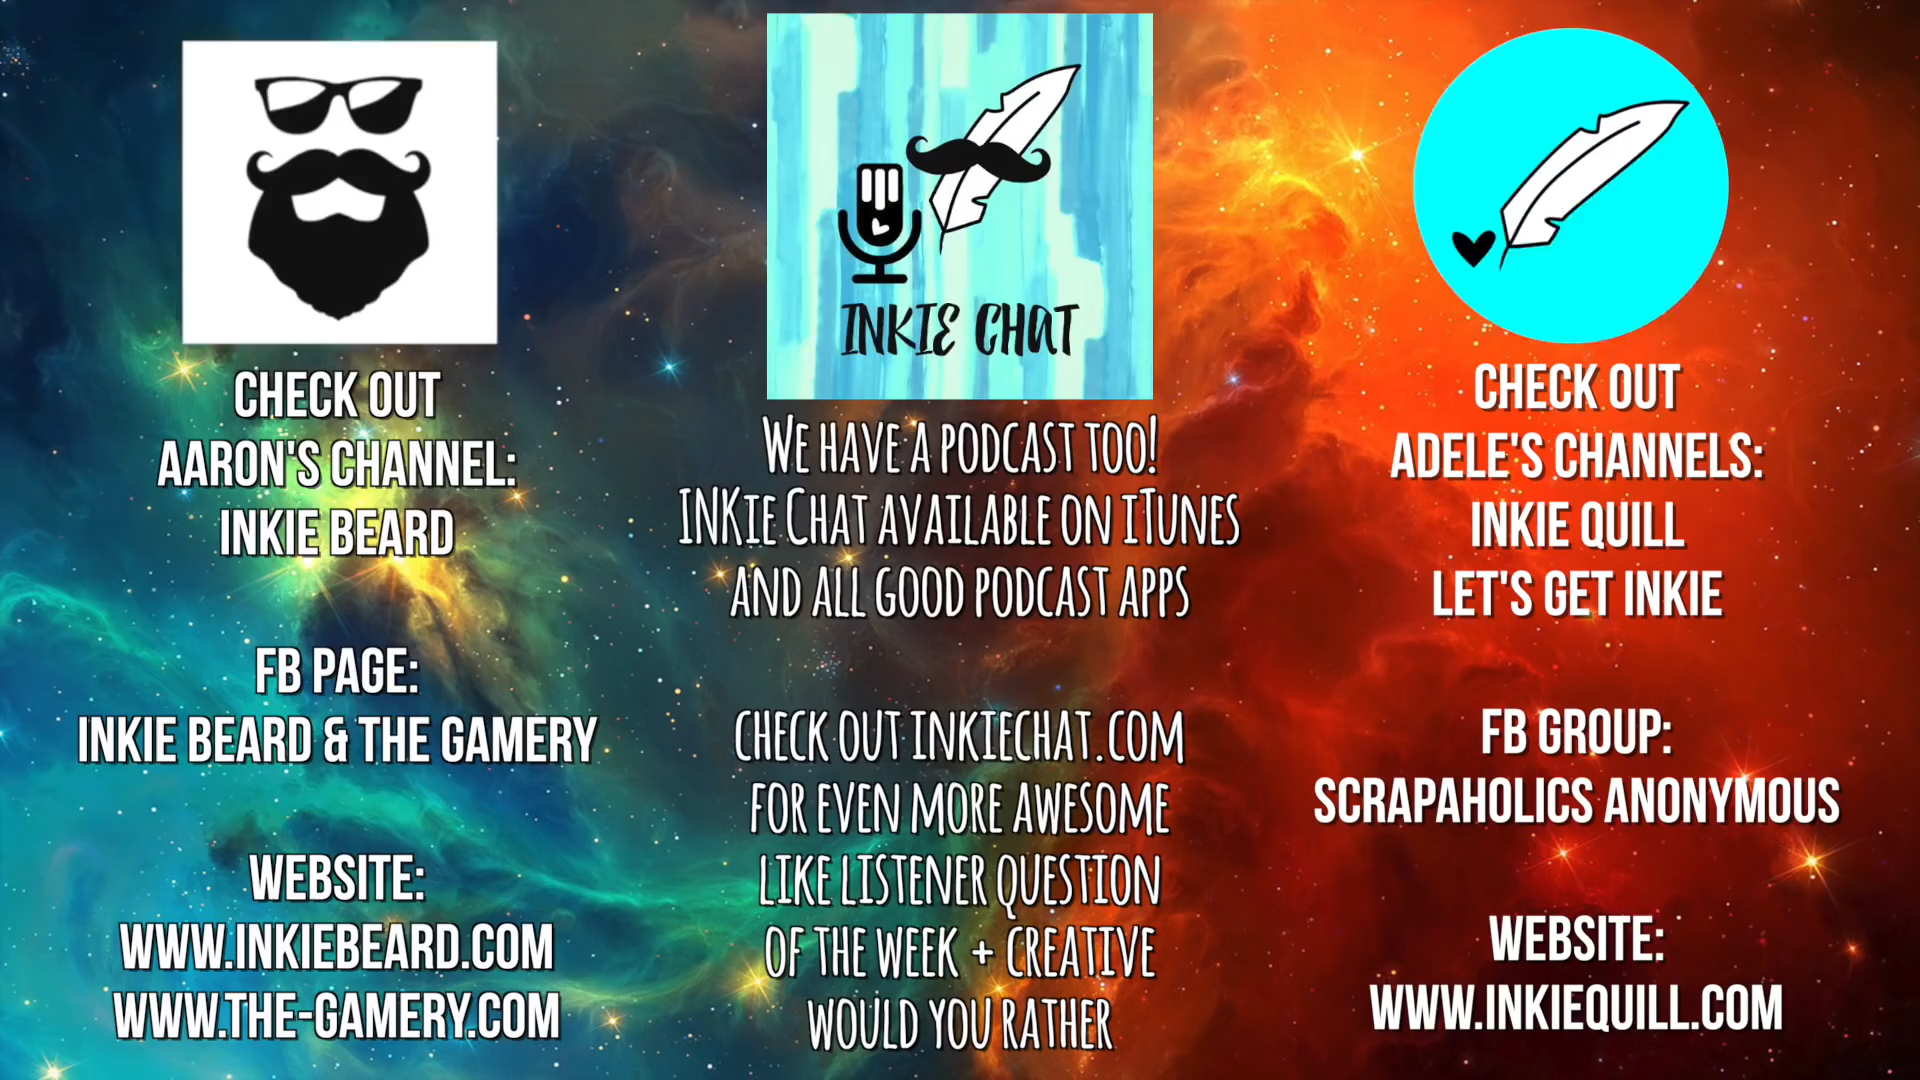 CHECK OUT
AARON'S CHANNEL:
INKIE BEARD
FB PAGE:
INKIE BEARD & THE GAMERY
WEBSITE:
WWW.INKIEBEARD.COM
WWW.THE-GAMERY.COM
INKIE CHAT
WE HAVE A PODCAST TOO!
INKIE CHAT AVAILABLE ON ITUNES
AND ALL GOOD PODCAST APPS
CHECK OUT INKIECHAT.COM
FOR EVEN MORE AWESOME
LIKE LISTENER QUESTION
OF THE WEEK + CREATIVE
WOULD YOU RATHER
CHECK OUT
ADELE'S CHANNELS:
INKIE QUILL
LET'S GET INKIE
FB GROUP:
SCRAPAHOLICS ANONYMOUS
WEBSITE:
WWW.INKIEQUILL.COM